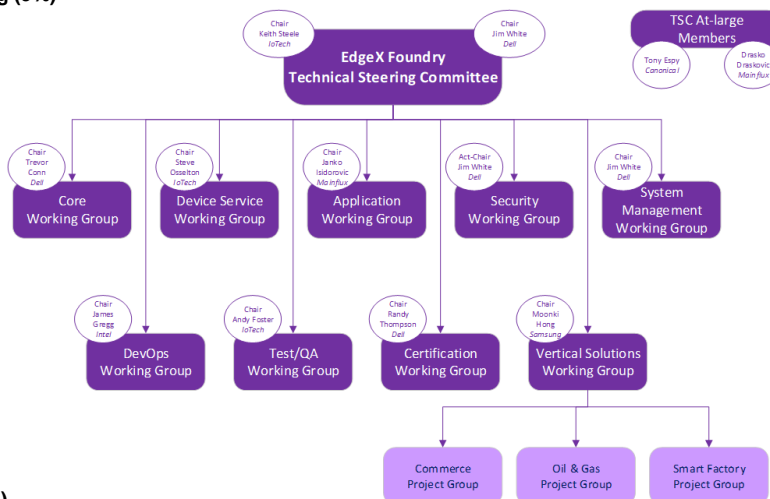 g (5%)
Chair
Keith Steele
IoTech
EdgeX Foundry
Technical Steering Committee
Chair
Jim White
Dell
TSC At-large
Members
Tony Espy
Canonical
Drasko
Draskovic
Mainflux
Chair
Trevor
Conn
Dell
Core
Working Group
Chair
Steve
Osselton
IoTech
Device Service
Working Group
Chair
Janko
Isidorovic
Mainflux
Application
Working Group
Act-Chair
Jim White
Dell
Security
Working Group
Chair
Jim White
Dell
System
Management
Working Group
Chair
James
Gregg
Intel
DevOps
Working Group
Chair
Andy Foster
IoTech
Test/QA
Working Group
Chair
Randy
Thompson
Dell
Certification
Working Group
Chair
Moonki
Hong
Samsung
Vertical Solutions
Working Group
Commerce
Project Group
Oil & Gas
Project Group
Smart Factory
Project Group
)